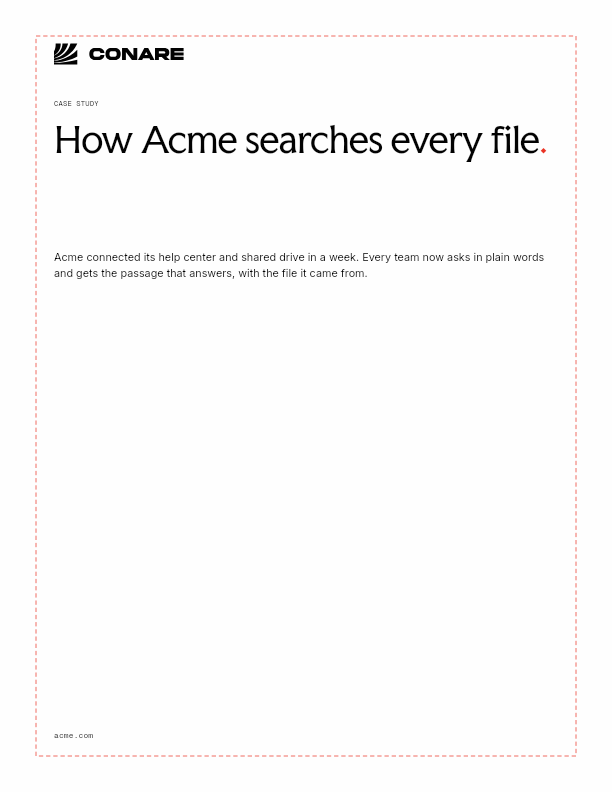 CONARE
CASE STUDY
How Acme searches every file.
Acme connected its help center and shared drive in a week. Every team now asks in plain words
and gets the passage that answers, with the file it came from.
acme.com